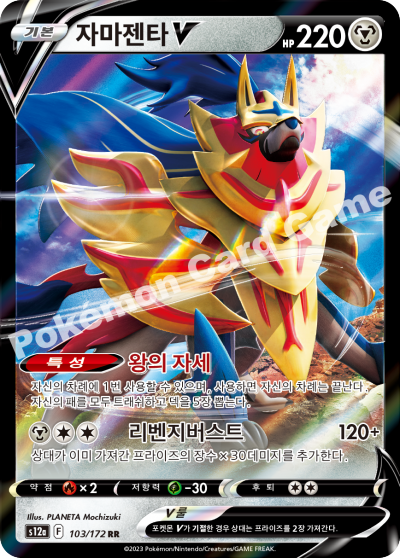 기본 자마젠타V HP 220
Pokémon Card Game
특성 왕의 자세
자신의 차례에 1번 사용할 수 있으며, 사용하면 자신의 차례는 끝난다.
자신의 패를 모두 트래쉬하고 덱을 5장 뽑는다.
리벤저버스트 120+
상대가 이미 가져간 프라이즈의 장수×30데미지를 추가한다.
약점 ×2 저항력 -30 후퇴
Illus. PLANETA Mochizuki
V룰
s12a F 103/172 RR
포켓몬 V가 기절한 경우 상대는 프라이즈를 2장 가져간다.
©2023 Pokémon/Nintendo/Creatures/GAME FREAK.